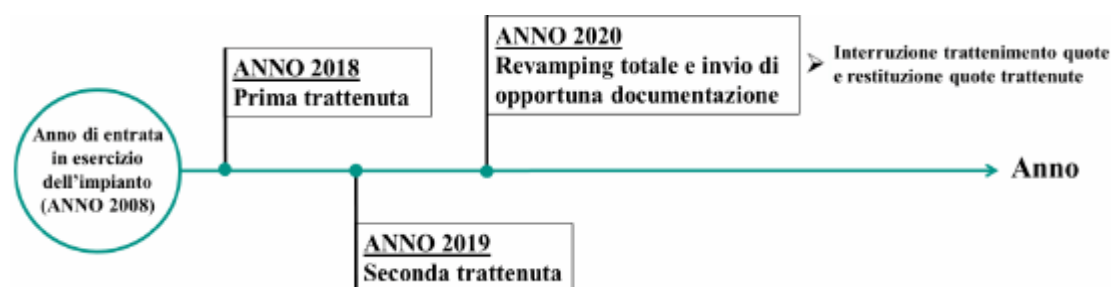 Anno di entrata
in esercizio
dell'impianto
(ANNO 2008)
ANNO 2018
Prima trattenuta
ANNO 2019
Seconda trattenuta
ANNO 2020
Revamping totale e invio di
opportuna documentazione
➢ Interruzione trattenimento quote
e restituzione quote trattenute
Anno